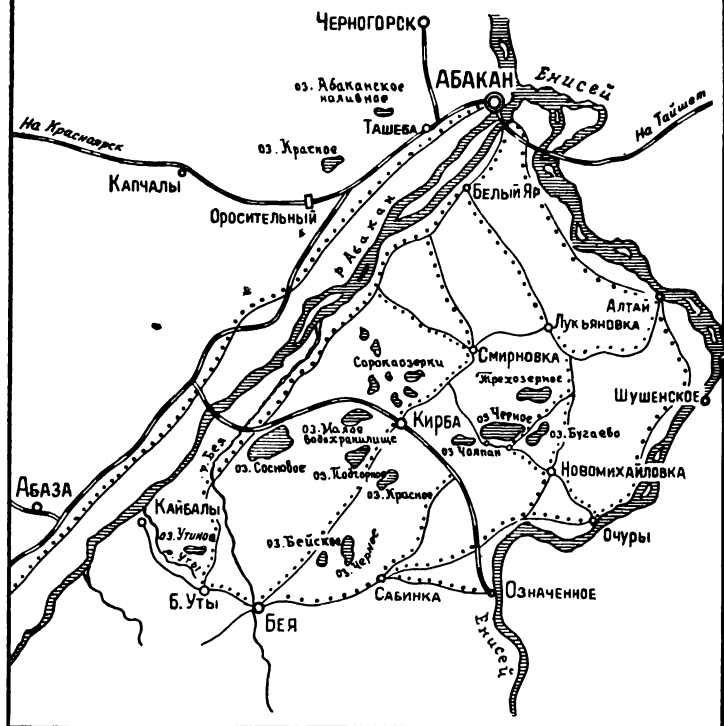 Черногорск
Абакан
Енисей
оз. Абаканское
наливное
На Тайшет
На Красноярск
Ташеба
оз. Красное
Капчалы
Белый Яр
Оросительный
р. Абакан
Алтай
Лукьяновка
Смирновка
Сорокаозерки
Трехозерное
Шушенское
Кирба
оз. Черное
оз. Малое
водохранилище
оз. Бугаево
оз. Чалпан
р. Бея
оз. Сосновое
оз. Подгорное
Новомихайловка
Абаза
оз. Красное
Кайбалы
оз. Утиное
р. Уты
оз. Бейское
оз. Черное
Очуры
Б. Уты
Сабинка
Означенное
Бея
Енисей